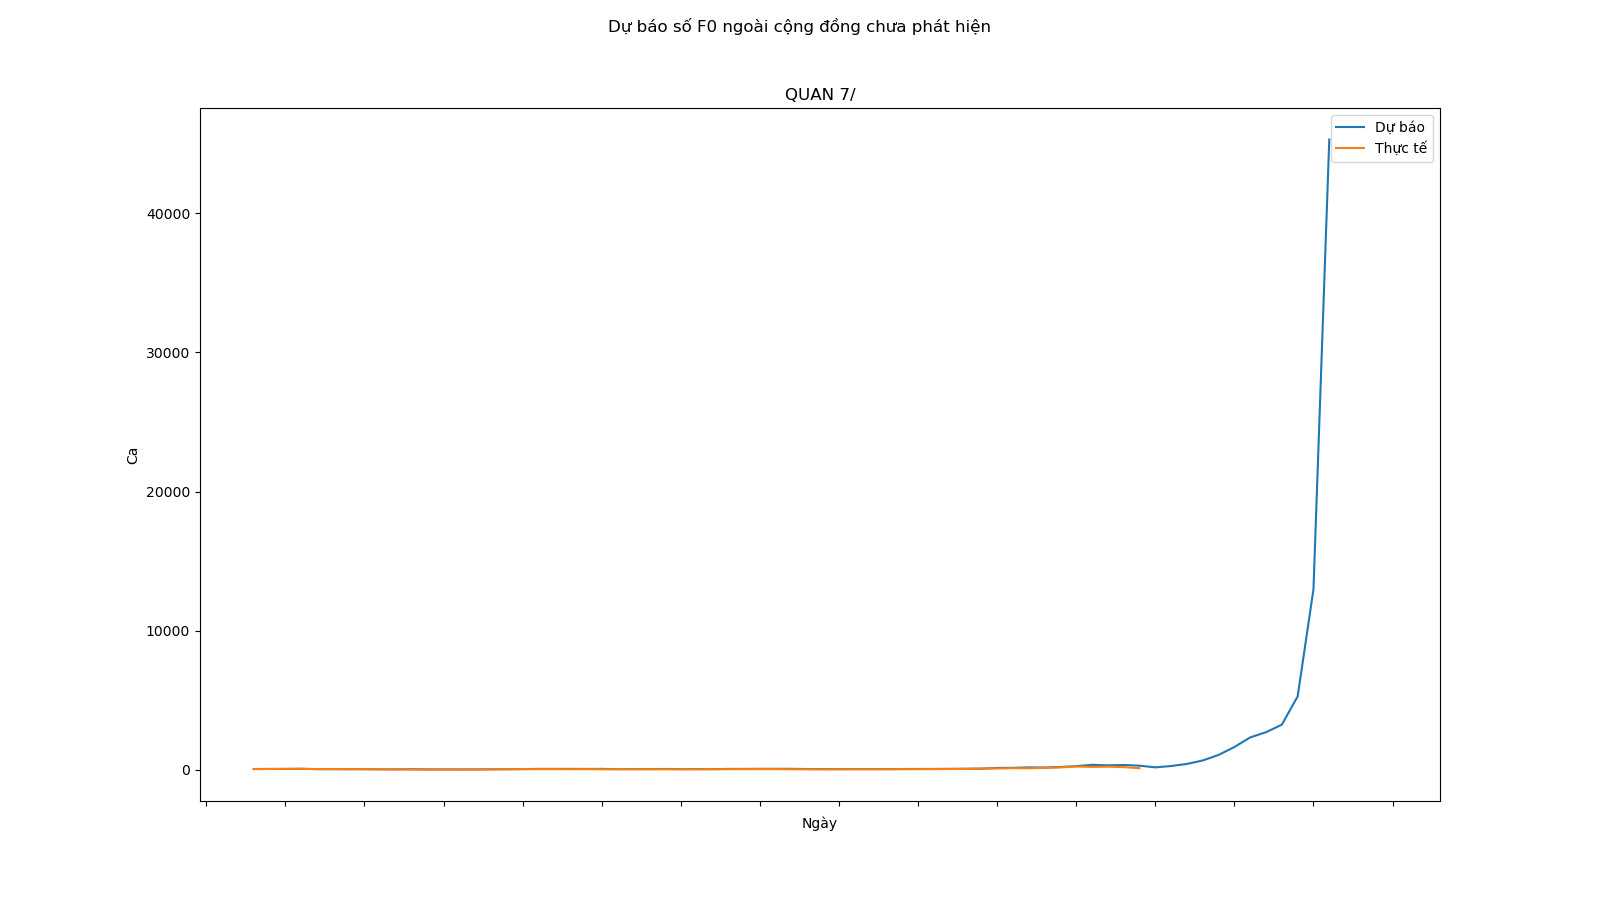 Dự báo số F0 ngoài cộng đồng chưa phát hiện
QUAN 7/
Dự báo
Thực tế
40000
30000
20000
10000
0
Ca
Ngày